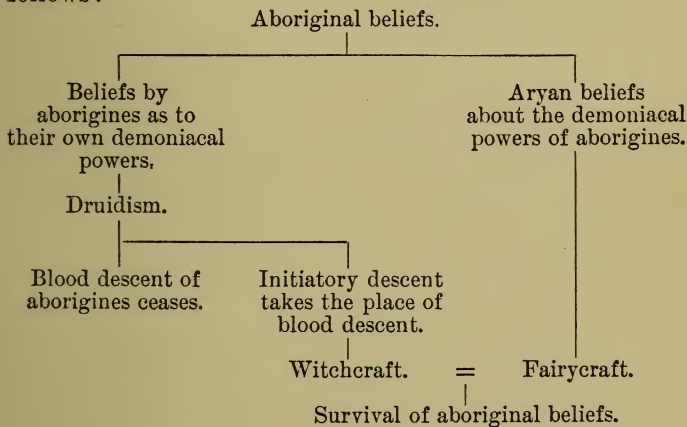 Aboriginal beliefs.
Beliefs by
aborigines as to
their own demoniacal
powers.
Aryan beliefs
about the demoniacal
powers of aborigines.
Druidism.
Blood descent of
aborigines ceases.
Initiatory descent
takes the place of
blood descent.
Witchcraft. = Fairycraft.
Survival of aboriginal beliefs.